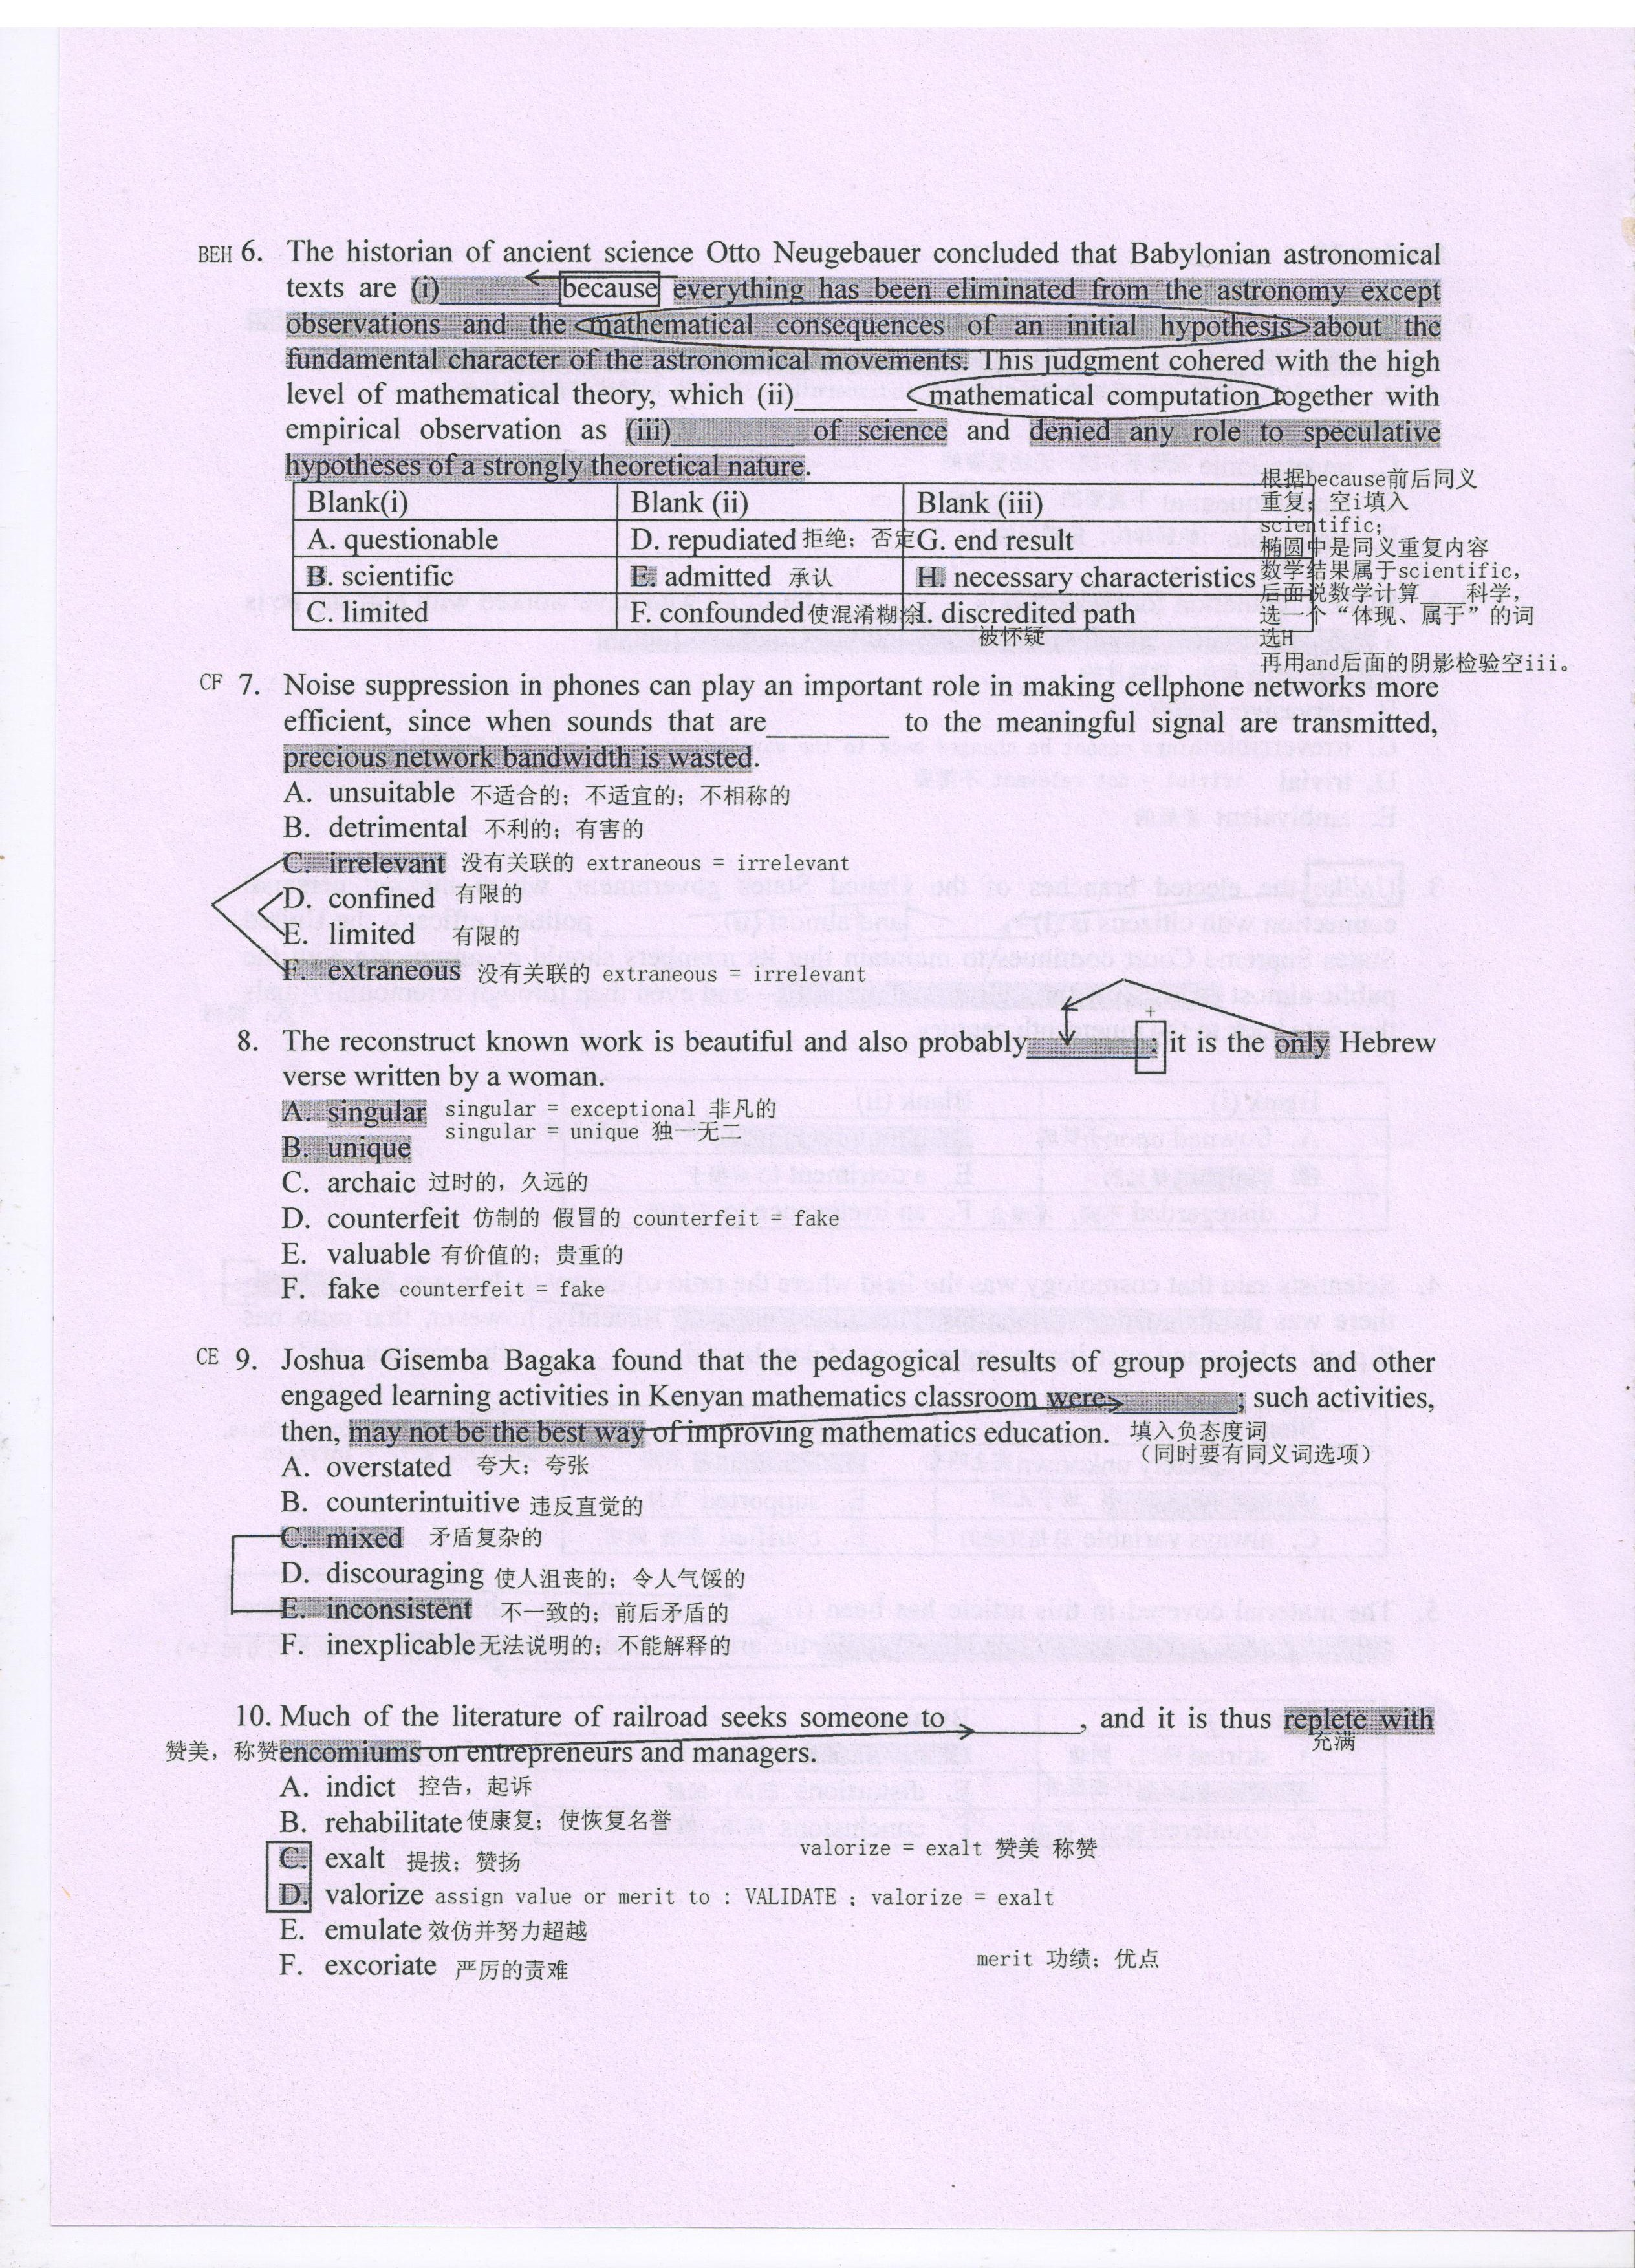 BEH 6. The historian of ancient science Otto Neugebauer concluded that Babylonian astronomical
texts are (i)________ because everything has been eliminated from the astronomy except
observations and the mathematical consequences of an initial hypothesis about the
fundamental character of the astronomical movements. This judgment cohered with the high
level of mathematical theory, which (ii)________ mathematical computation together with
empirical observation as (iii)________ of science and denied any role to speculative
hypotheses of a strongly theoretical nature.
Blank(i) Blank (ii) Blank (iii)
A. questionable D. repudiated 拒绝；否定 G. end result
B. scientific E. admitted 承认 H. necessary characteristics
C. limited F. confounded 使混淆糊涂 I. discredited path
被怀疑
根据because前后同义
重复，空i填入
scientific；
椭圆中是同义重复内容
数学结果属于scientific，
后面说数学计算____科学，
选一个“体现、属于”的词
选H
再用and后面的阴影检验空iii。
CF 7. Noise suppression in phones can play an important role in making cellphone networks more
efficient, since when sounds that are________ to the meaningful signal are transmitted,
precious network bandwidth is wasted.
A. unsuitable 不适合的；不适宜的；不相称的
B. detrimental 不利的；有害的
C. irrelevant 没有关联的 extraneous = irrelevant
D. confined 有限的
E. limited 有限的
F. extraneous 没有关联的 extraneous = irrelevant
+
8. The reconstruct known work is beautiful and also probably________: it is the only Hebrew
verse written by a woman.
A. singular singular = exceptional 非凡的
singular = unique 独一无二
B. unique
C. archaic 过时的，久远的
D. counterfeit 仿制的 假冒的 counterfeit = fake
E. valuable 有价值的；贵重的
F. fake counterfeit = fake
CE 9. Joshua Gisemba Bagaka found that the pedagogical results of group projects and other
engaged learning activities in Kenyan mathematics classroom were________; such activities,
then, may not be the best way of improving mathematics education. 填入负态度词
（同时要有同义词选项）
A. overstated 夸大；夸张
B. counterintuitive 违反直觉的
C. mixed 矛盾复杂的
D. discouraging 使人沮丧的；令人气馁的
E. inconsistent 不一致的；前后矛盾的
F. inexplicable 无法说明的；不能解释的
10. Much of the literature of railroad seeks someone to ________, and it is thus replete with
充满
赞美，称赞 encomiums on entrepreneurs and managers.
A. indict 控告，起诉
B. rehabilitate 使康复；使恢复名誉
valorize = exalt 赞美 称赞
C. exalt 提拔；赞扬
D. valorize assign value or merit to : VALIDATE ; valorize = exalt
E. emulate 效仿并努力超越
merit 功绩；优点
F. excoriate 严厉的责难